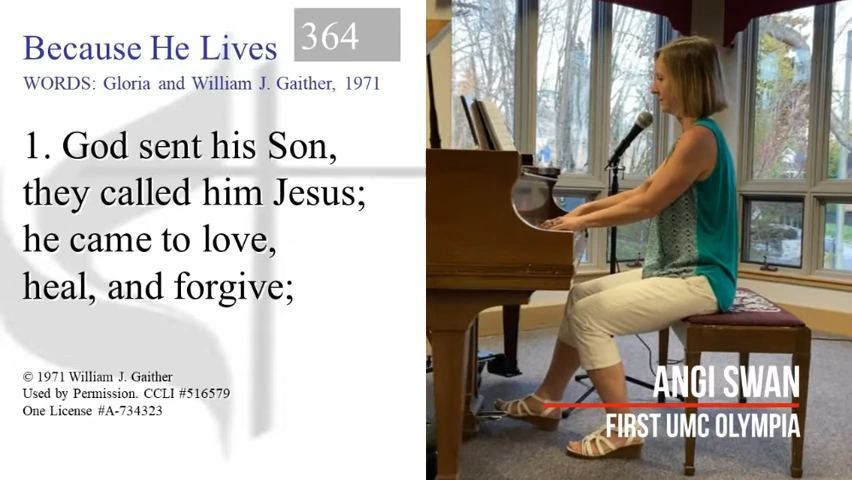 Because He Lives
364
WORDS: Gloria and William J. Gaither, 1971
1. God sent his Son,
they called him Jesus;
he came to love,
heal, and forgive;
© 1971 William J. Gaither
Used by Permission. CCLI #516579
One License #A-734323
ANGI SWAN
FIRST UMC OLYMPIA